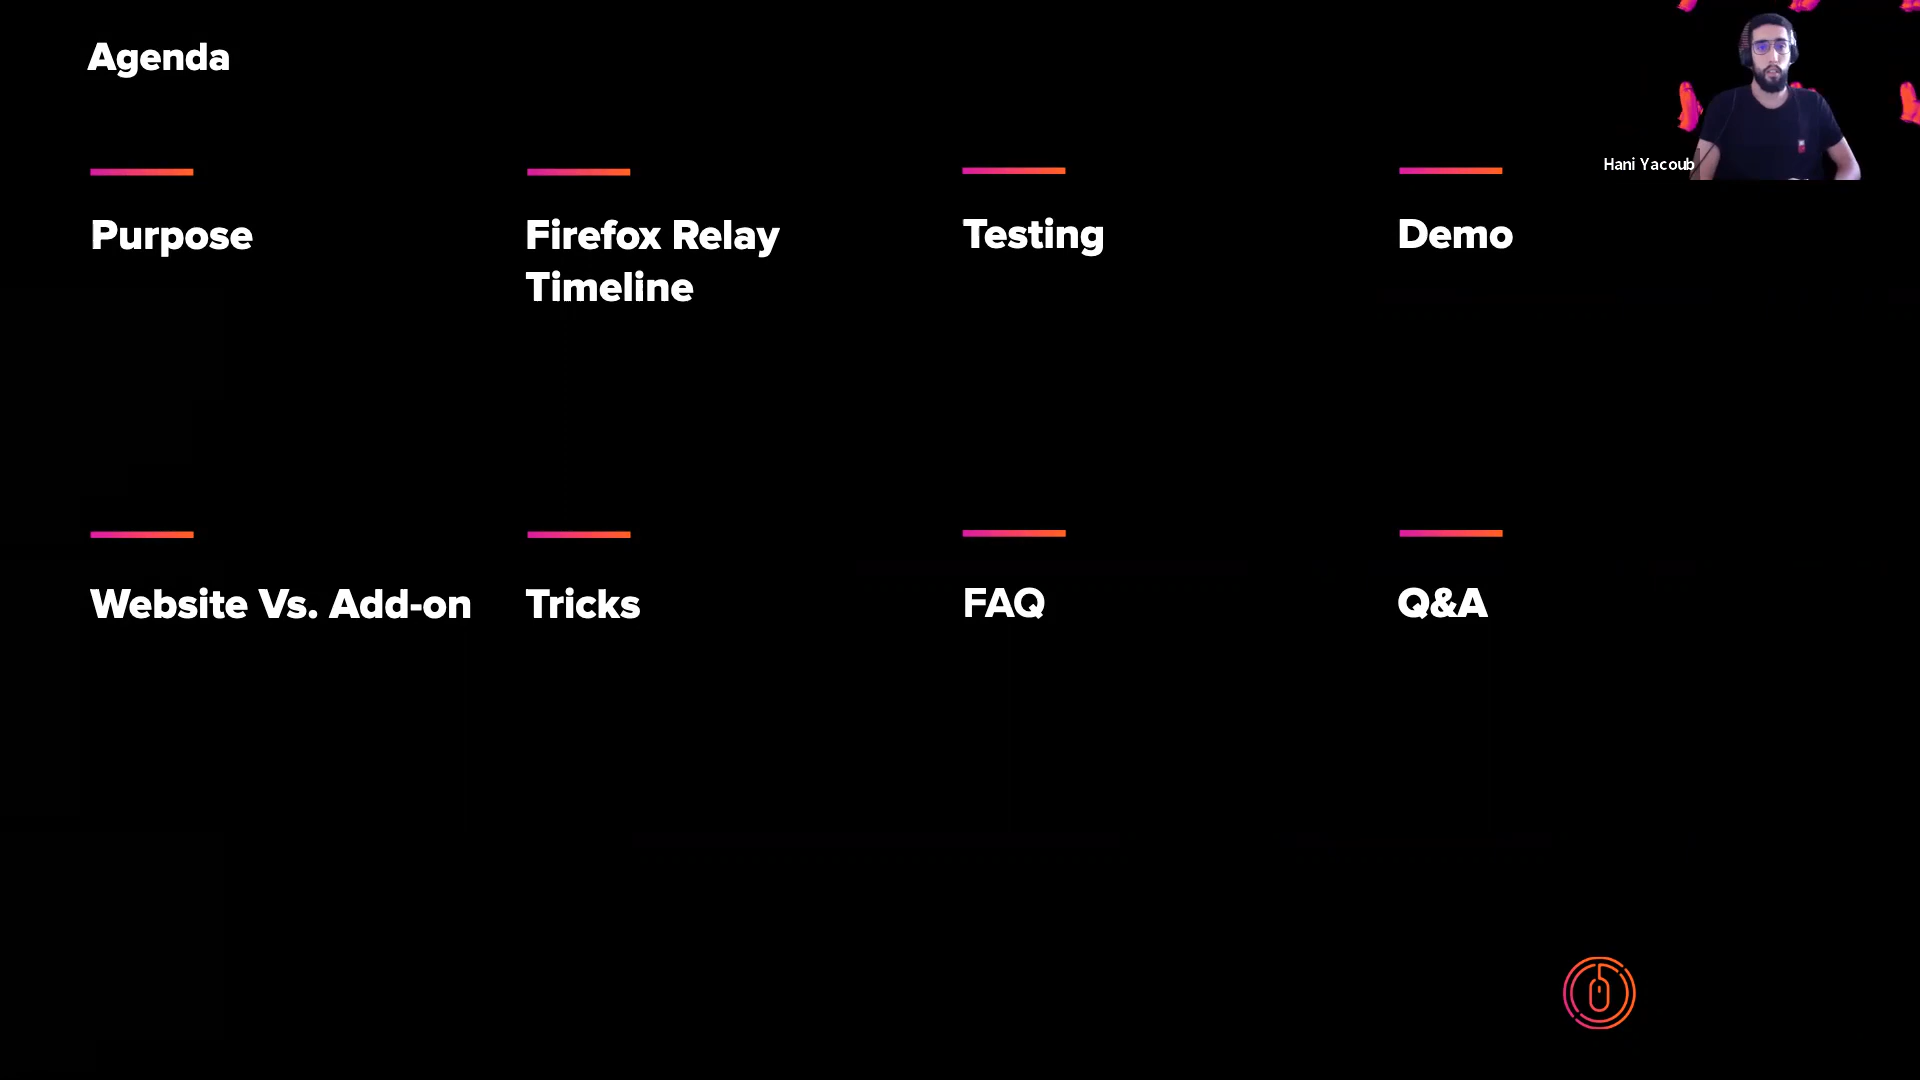 Agenda
Hani Yacoub
Purpose
Firefox Relay
Timeline
Testing
Demo
Website Vs. Add-on
Tricks
FAQ
Q&A